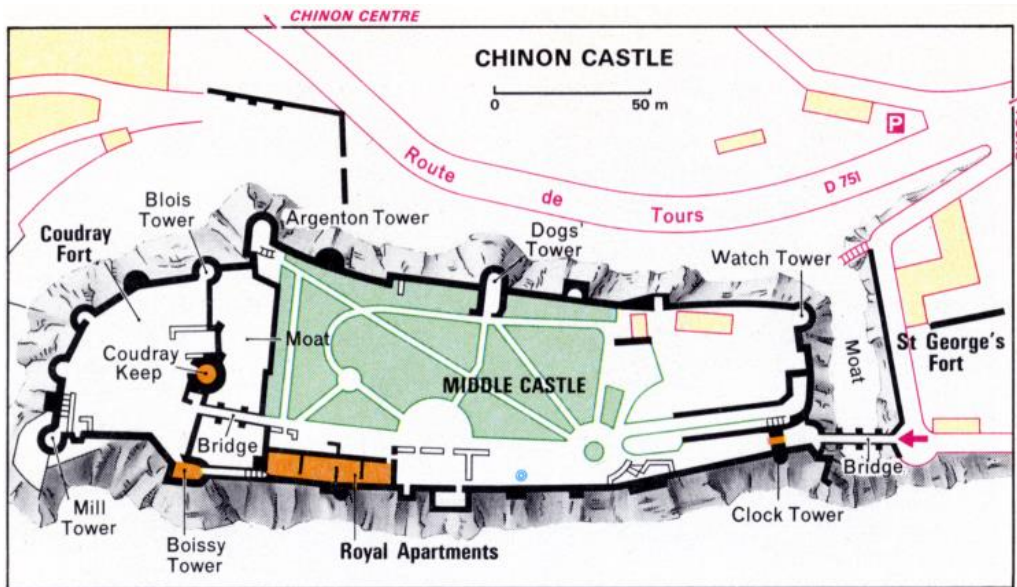 CHINON CENTRE
CHINON CASTLE
0 50 m
P
Route de Tours
D 751
Blois
Tower
Argenton Tower
Coudray
Fort
Dogs'
Tower
Watch Tower
Coudray
Keep
Moat
MIDDLE CASTLE
Moat
St George's
Fort
Bridge
Bridge
Mill
Tower
Boissy
Tower
Royal Apartments
Clock Tower